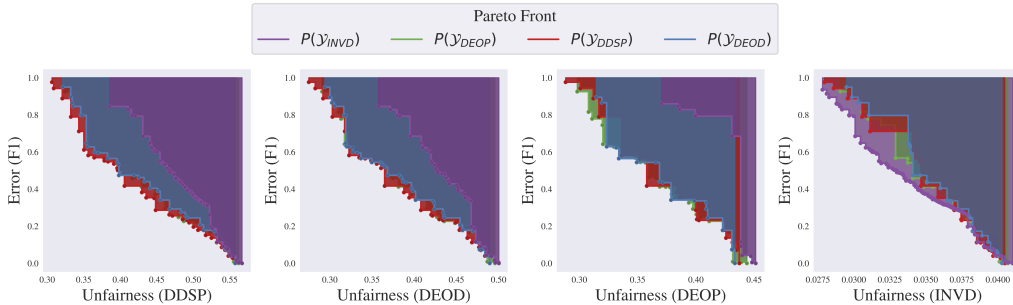 Pareto Front
P(𝒴INVD) P(𝒴DEOP) P(𝒴DDSP) P(𝒴DEOD)
Error (F1)
1.0
0.8
0.6
0.4
0.2
0.0
0.30 0.35 0.40 0.45 0.50 0.55
Unfairness (DDSP)
Error (F1)
1.0
0.8
0.6
0.4
0.2
0.0
0.30 0.35 0.40 0.45 0.50
Unfairness (DEOD)
Error (F1)
1.0
0.8
0.6
0.4
0.2
0.0
0.30 0.35 0.40 0.45
Unfairness (DEOP)
Error (F1)
1.0
0.8
0.6
0.4
0.2
0.0
0.0275 0.0300 0.0325 0.0350 0.0375 0.0400
Unfairness (INVD)